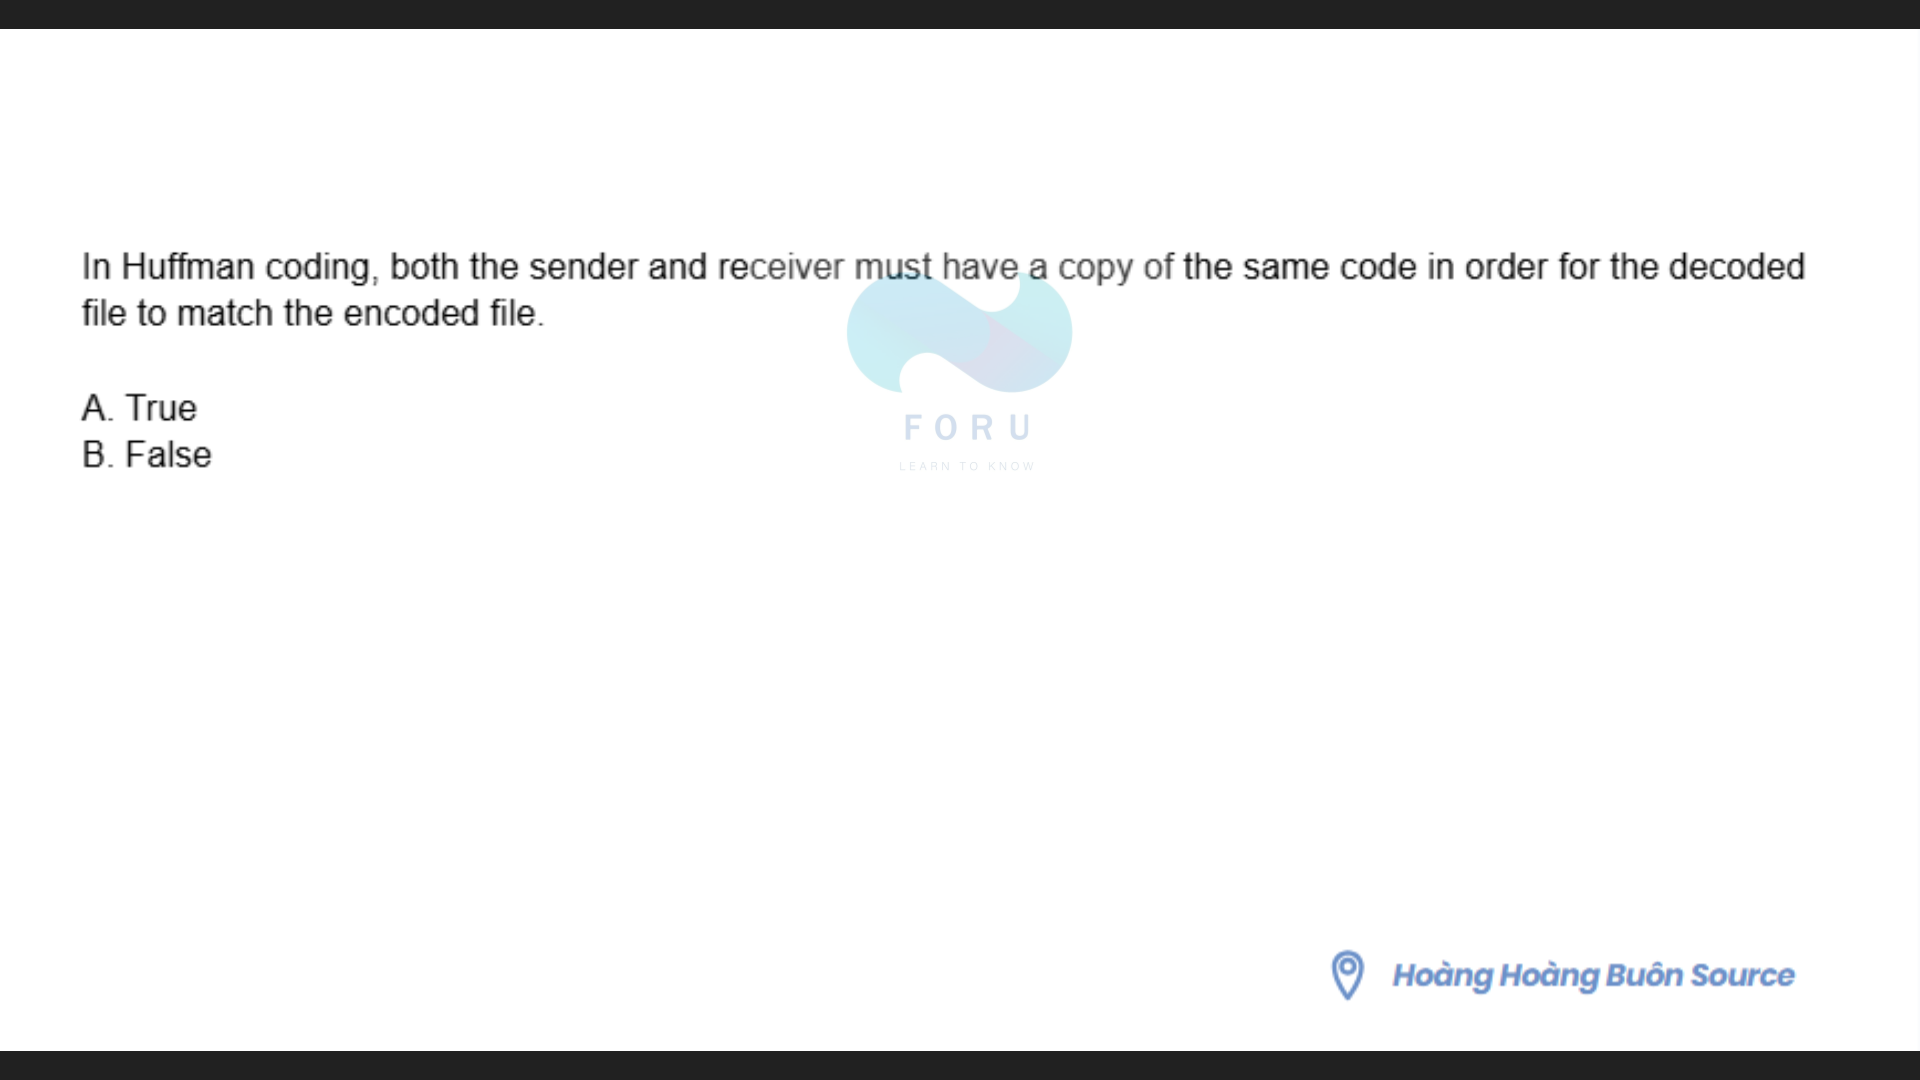 In Huffman coding, both the sender and receiver must have a copy of the same code in order for the decoded
file to match the encoded file.
A. True
B. False
FORU
LEARN TO KNOW
Hoàng Hoàng Buôn Source